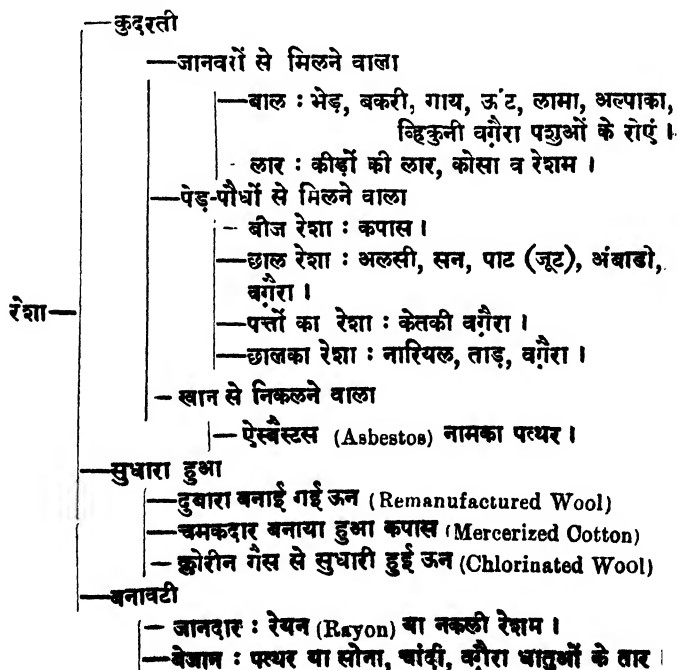 कुदरती
जानवरों से मिलने वाला
बाल : भेड़, बकरी, गाय, ऊंट, लामा, अल्पाका,
व्हिकुनी वग़ैरा पशुओं के रोएं ।
लार : कीड़ों की लार, कोसा व रेशम ।
पेड़-पौधों से मिलने वाला
बीज रेशा : कपास ।
छाल रेशा : अलसी, सन, पाट (जूट), अंबाडो,
वग़ैरा ।
रेशा
पत्तों का रेशा : केतकी वग़ैरा ।
छालका रेशा : नारियल, ताड़, वग़ैरा ।
खान से निकलने वाला
ऐस्बैस्टस (Asbestos) नामका पत्थर ।
सुधारा हुआ
दुबारा बनाई गई ऊन (Remanufactured Wool)
चमकदार बनाया हुआ कपास (Mercerized Cotton)
क्लोरीन गैस से सुधारी हुई ऊन (Chlorinated Wool)
बनावटी
जानदार : रेयन (Rayon) या नकली रेशम ।
बेजान : पत्थर या सोना, चांदी, वग़ैरा धातुओं के तार ।